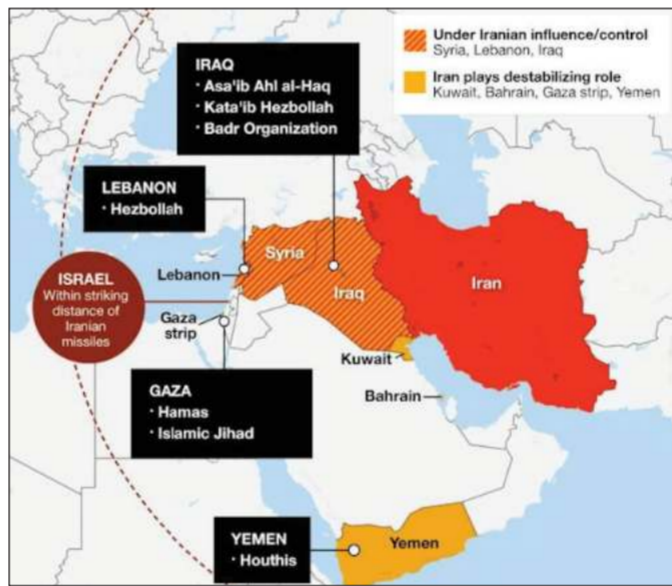 Under Iranian influence/control
Syria, Lebanon, Iraq
Iran plays destabilizing role
Kuwait, Bahrain, Gaza strip, Yemen
IRAQ
· Asa'ib Ahl al-Haq
· Kata'ib Hezbollah
· Badr Organization
LEBANON
· Hezbollah
Syria
Lebanon
Iraq
Iran
ISRAEL
Within striking
distance of
Iranian
missiles
Gaza
strip
Kuwait
Bahrain
GAZA
· Hamas
· Islamic Jihad
YEMEN
· Houthis
Yemen